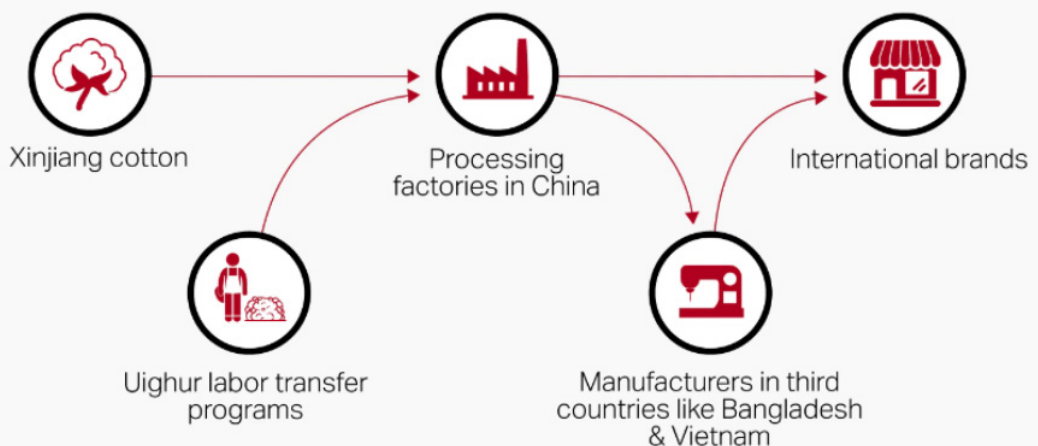 Xinjiang cotton
Processing
factories in China
International brands
Uighur labor transfer
programs
Manufacturers in third
countries like Bangladesh
& Vietnam